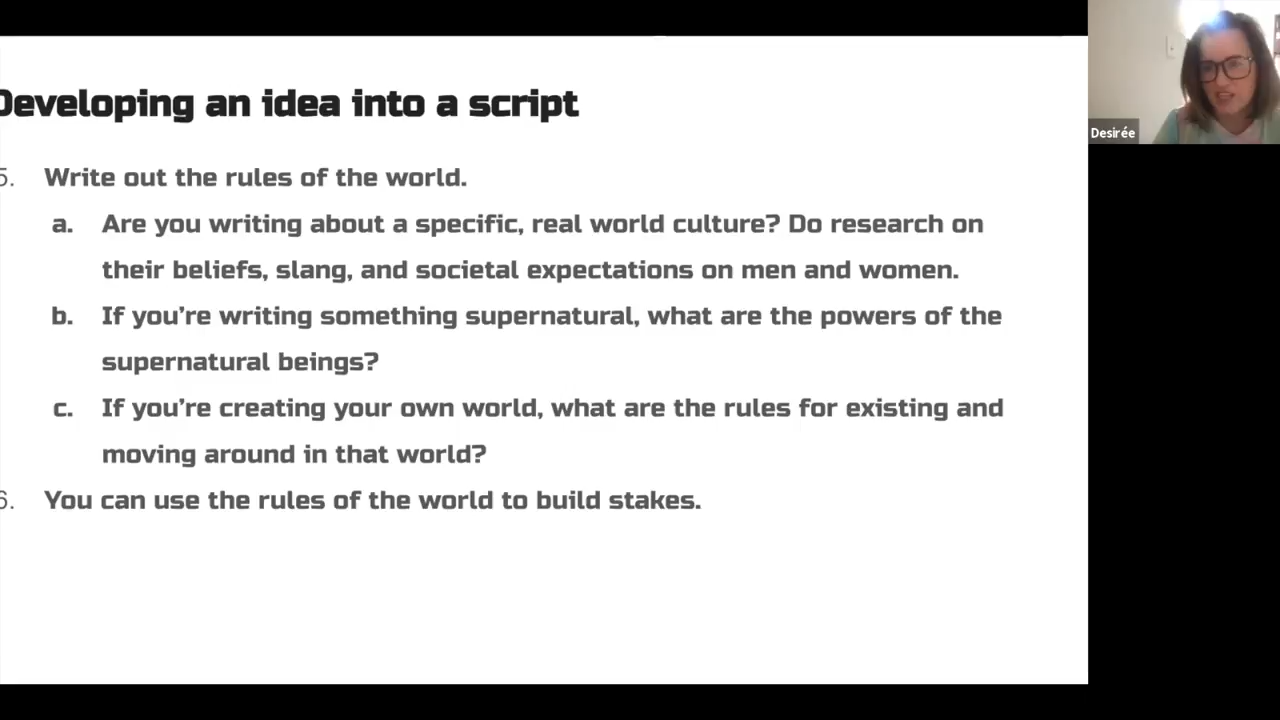 Developing an idea into a script
5. Write out the rules of the world.
a. Are you writing about a specific, real world culture? Do research on
their beliefs, slang, and societal expectations on men and women.
b. If you’re writing something supernatural, what are the powers of the
supernatural beings?
c. If you’re creating your own world, what are the rules for existing and
moving around in that world?
6. You can use the rules of the world to build stakes.
Desirée